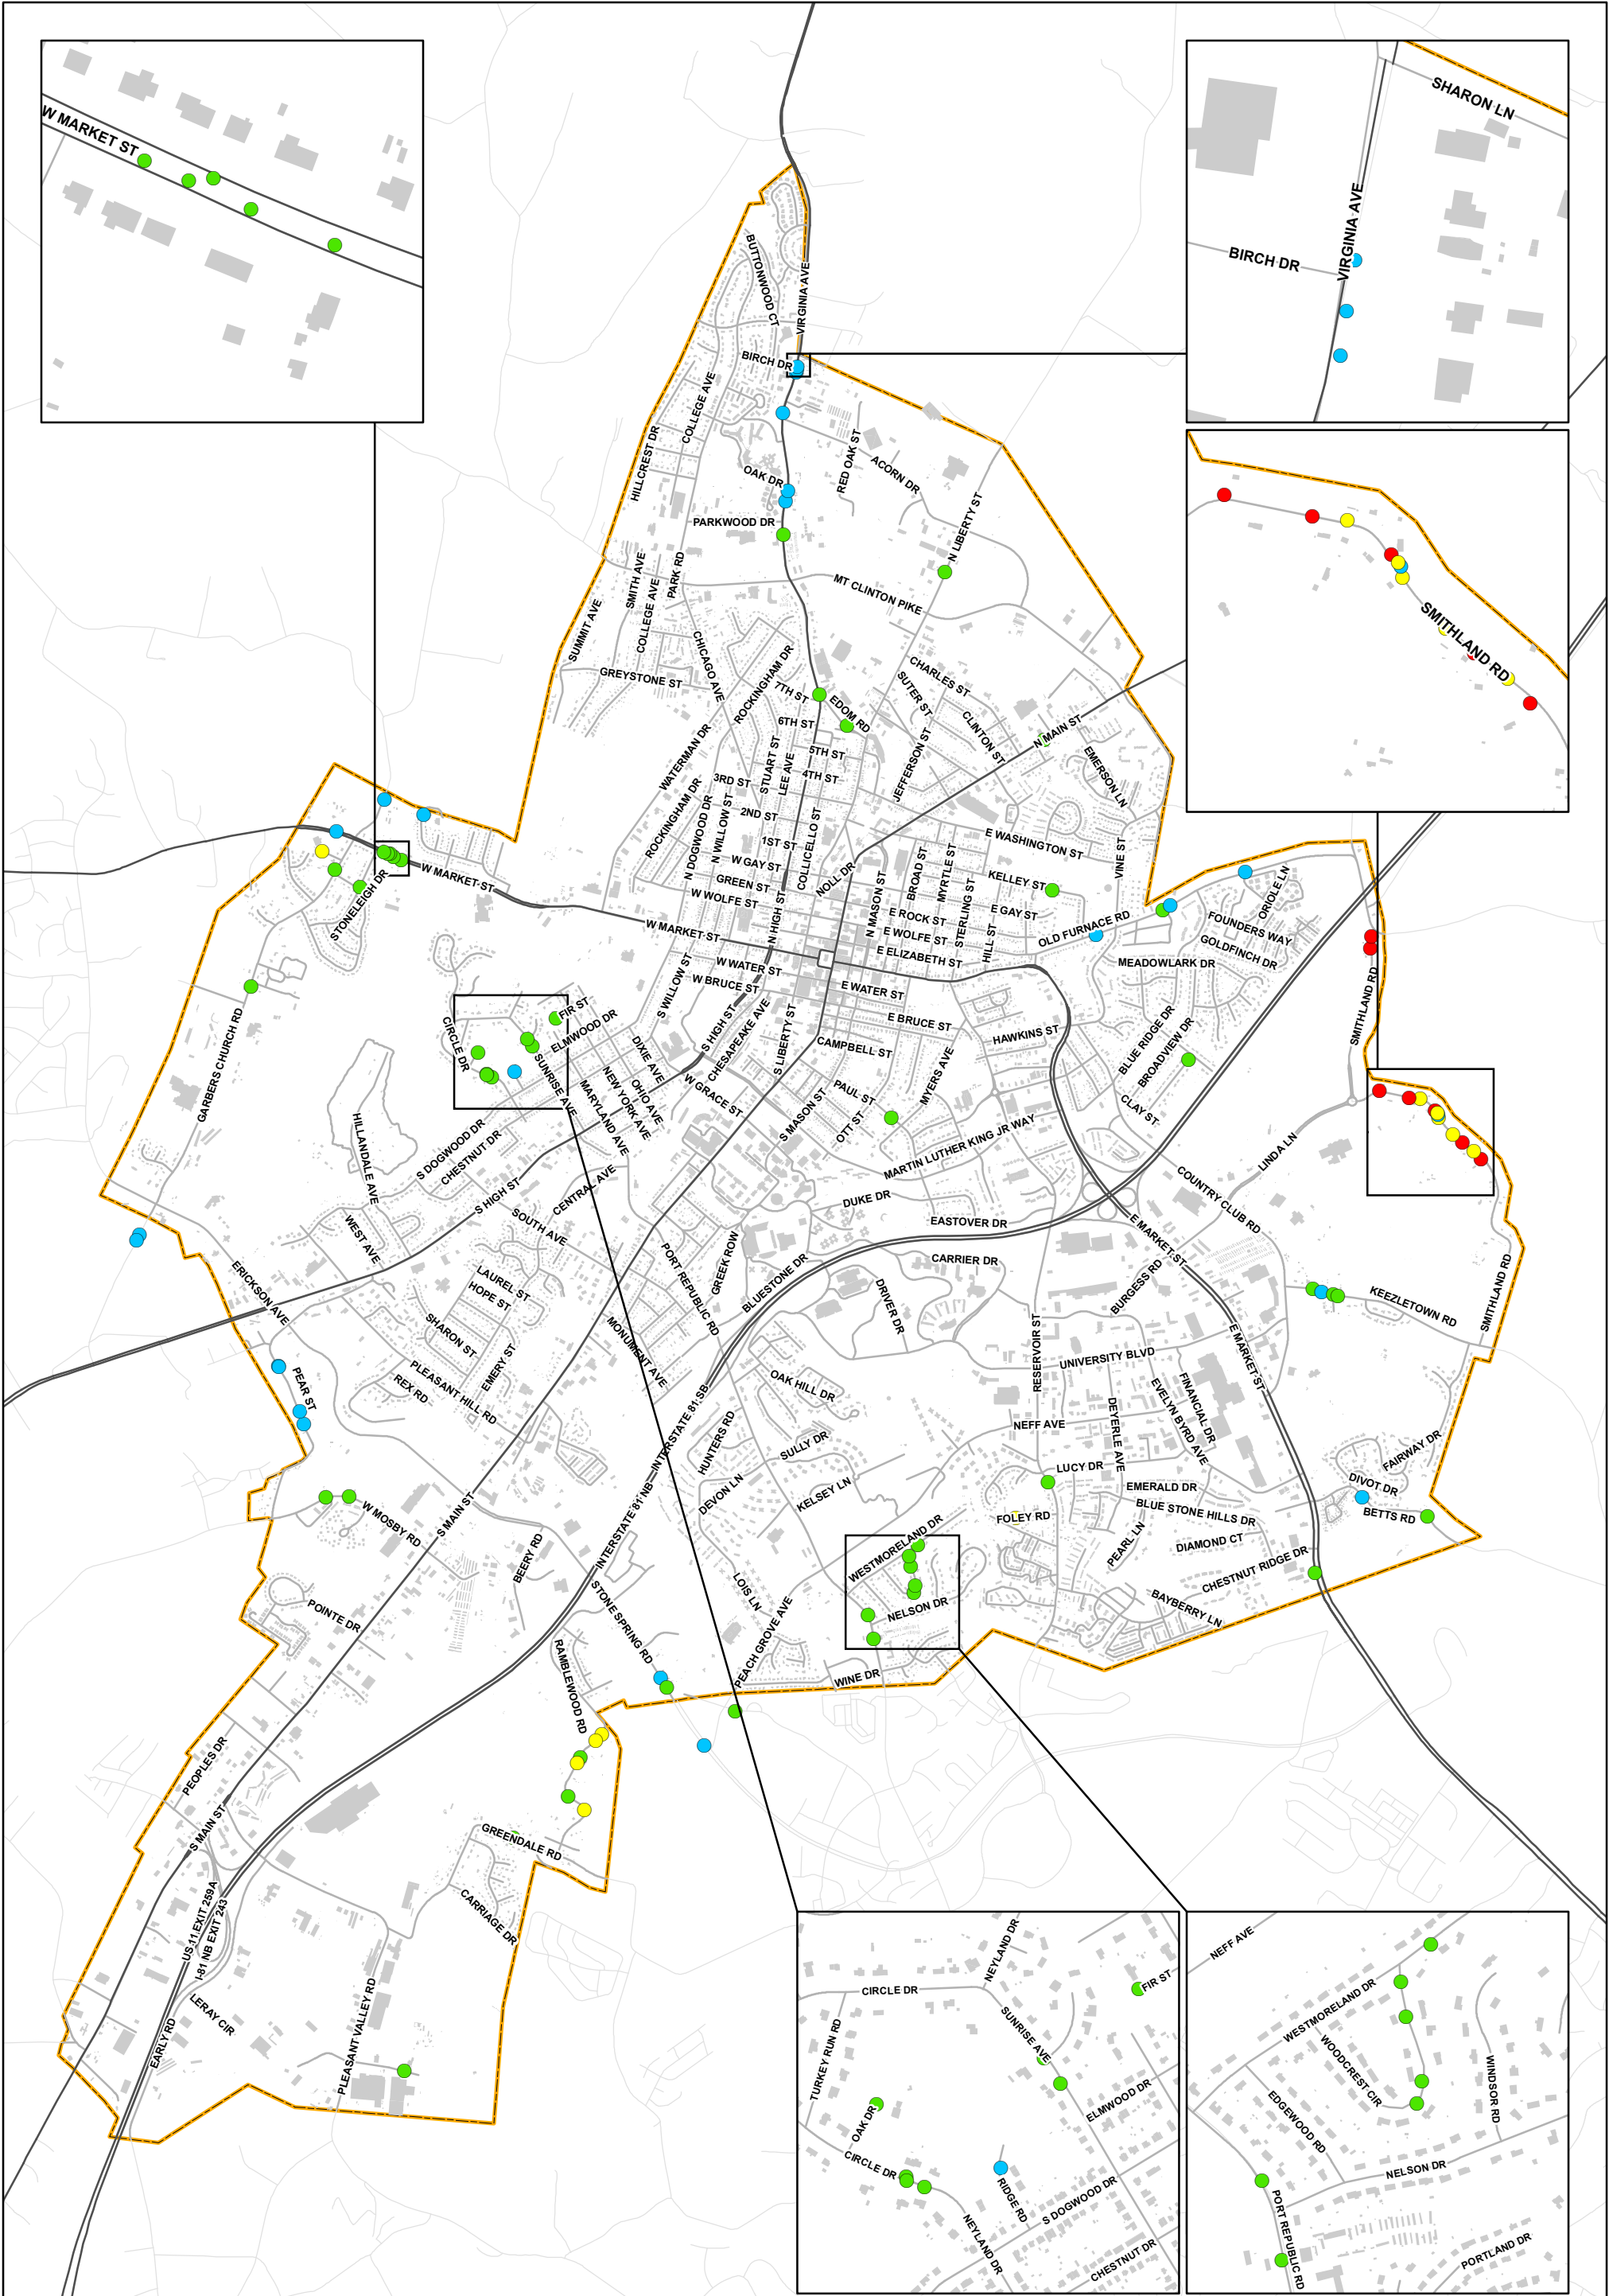 W MARKET ST
SHARON LN
VIRGINIA AVE
BIRCH DR
SMITHLAND RD
BUTTONWOOD CT
VIRGINIA AVE
BIRCH DR
COLLEGE AVE
HILLCREST DR
OAK DR
RED OAK ST
ACORN DR
PARKWOOD DR
N LIBERTY ST
PARK RD
SMITH AVE
COLLEGE AVE
MT CLINTON PIKE
SUMMIT AVE
CHICAGO AVE
GREYSTONE ST
ROCKINGHAM DR
7TH ST
EDOM RD
CHARLES ST
SUTER ST
CLINTON ST
N MAIN ST
6TH ST
5TH ST
4TH ST
STUART ST
LEE AVE
WATERMAN DR
3RD ST
JEFFERSON ST
EMERSON LN
ROCKINGHAM DR
N DOGWOOD DR
N WILLOW ST
2ND ST
1ST ST
COLLICELLO ST
E WASHINGTON ST
VINE ST
W GAY ST
NOLL DR
BROAD ST
MYRTLE ST
KELLEY ST
W MARKET ST
GREEN ST
W WOLFE ST
N HIGH ST
N MASON ST
STERLING ST
E GAY ST
E ROCK ST
ORIOLE LN
STONELEIGH DR
W MARKET ST
E WOLFE ST
E ELIZABETH ST
HILL ST
OLD FURNACE RD
FOUNDERS WAY
GOLDFINCH DR
MEADOWLARK DR
W WATER ST
W BRUCE ST
E WATER ST
S WILLOW ST
E BRUCE ST
SMITHLAND RD
FIR ST
ELMWOOD DR
CIRCLE DR
S HIGH ST
CHESAPEAKE AVE
S LIBERTY ST
CAMPBELL ST
HAWKINS ST
BLUE RIDGE DR
BROADVIEW DR
GARBERS CHURCH RD
SUNRISE AVE
DIXIE AVE
OHIO AVE
NEW YORK AVE
MARYLAND AVE
W GRACE ST
PAUL ST
MYERS AVE
CLAY ST
HILLANDALE AVE
S DOGWOOD DR
CHESTNUT DR
S MASON ST
OTT ST
MARTIN LUTHER KING JR WAY
LINDA LN
CENTRAL AVE
S HIGH ST
DUKE DR
COUNTRY CLUB RD
WEST AVE
SOUTH AVE
EASTOVER DR
E MARKET ST
PORT REPUBLIC RD
GREEK ROW
BLUESTONE DR
CARRIER DR
ERICKSON AVE
LAUREL ST
HOPE ST
DRIVER DR
BURGESS RD
KEEZLETOWN RD
SMITHLAND RD
SHARON ST
MONUMENT AVE
RESERVOIR ST
E MARKET ST
EMERY ST
UNIVERSITY BLVD
PEAR ST
PLEASANT HILL RD
REX RD
OAK HILL DR
FINANCIAL DR
EVELYN BYRD AVE
DEYERLE AVE
INTERSTATE 81 SB
HUNTERS RD
NEFF AVE
SULLY DR
FAIRWAY DR
INTERSTATE 81 NB
DEVON LN
KELSEY LN
LUCY DR
EMERALD DR
DIVOT DR
BETTS RD
W MOSBY RD
S MAIN ST
FOLEY RD
BLUE STONE HILLS DR
BEERY RD
WESTMORELAND DR
PEARL LN
DIAMOND CT
CHESTNUT RIDGE DR
POINTE DR
STONE SPRING RD
LOIS LN
NELSON DR
BAYBERRY LN
PEACH GROVE AVE
RAMBLEWOOD RD
WINE DR
PEOPLES DR
S MAIN ST
GREENDALE RD
CARRIAGE DR
US 11 EXIT 259A
I-81 NB EXIT 243
LERAY CIR
EARLY RD
PLEASANT VALLEY RD
NEYLAND DR
CIRCLE DR
FIR ST
SUNRISE AVE
TURKEY RUN RD
ELMWOOD DR
OAK DR
CIRCLE DR
RIDGE RD
S DOGWOOD DR
NEYLAND DR
CHESTNUT DR
NEFF AVE
WESTMORELAND DR
WOODCREST CIR
WINDSOR RD
EDGEWOOD RD
NELSON DR
PORT REPUBLIC RD
PORTLAND DR